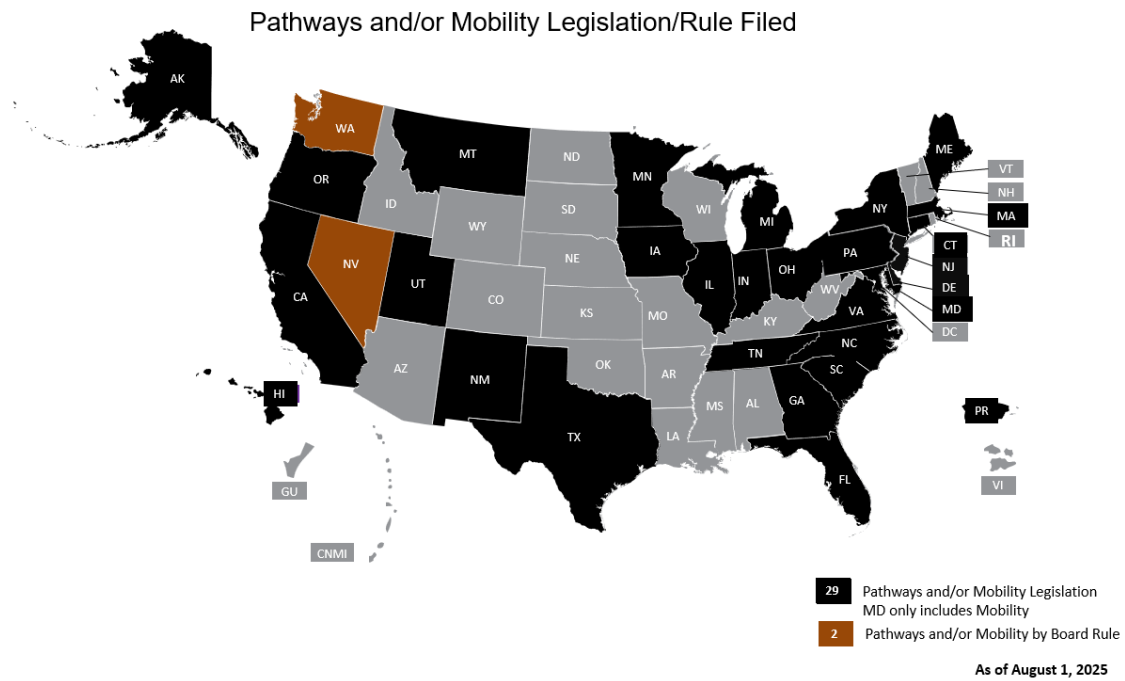 Pathways and/or Mobility Legislation/Rule Filed
AK
WA
MT
ND
MN
ME
VT
OR
ID
SD
WI
MI
NY
NH
MA
RI
WY
CT
NV
NE
IA
PA
NJ
UT
IL
IN
OH
DE
CA
CO
WV
MD
KS
MO
KY
VA
DC
TN
NC
AZ
OK
AR
SC
NM
HI
MS
AL
GA
PR
TX
LA
FL
GU
VI
CNMI
29 Pathways and/or Mobility Legislation
MD only includes Mobility
2 Pathways and/or Mobility by Board Rule
As of August 1, 2025